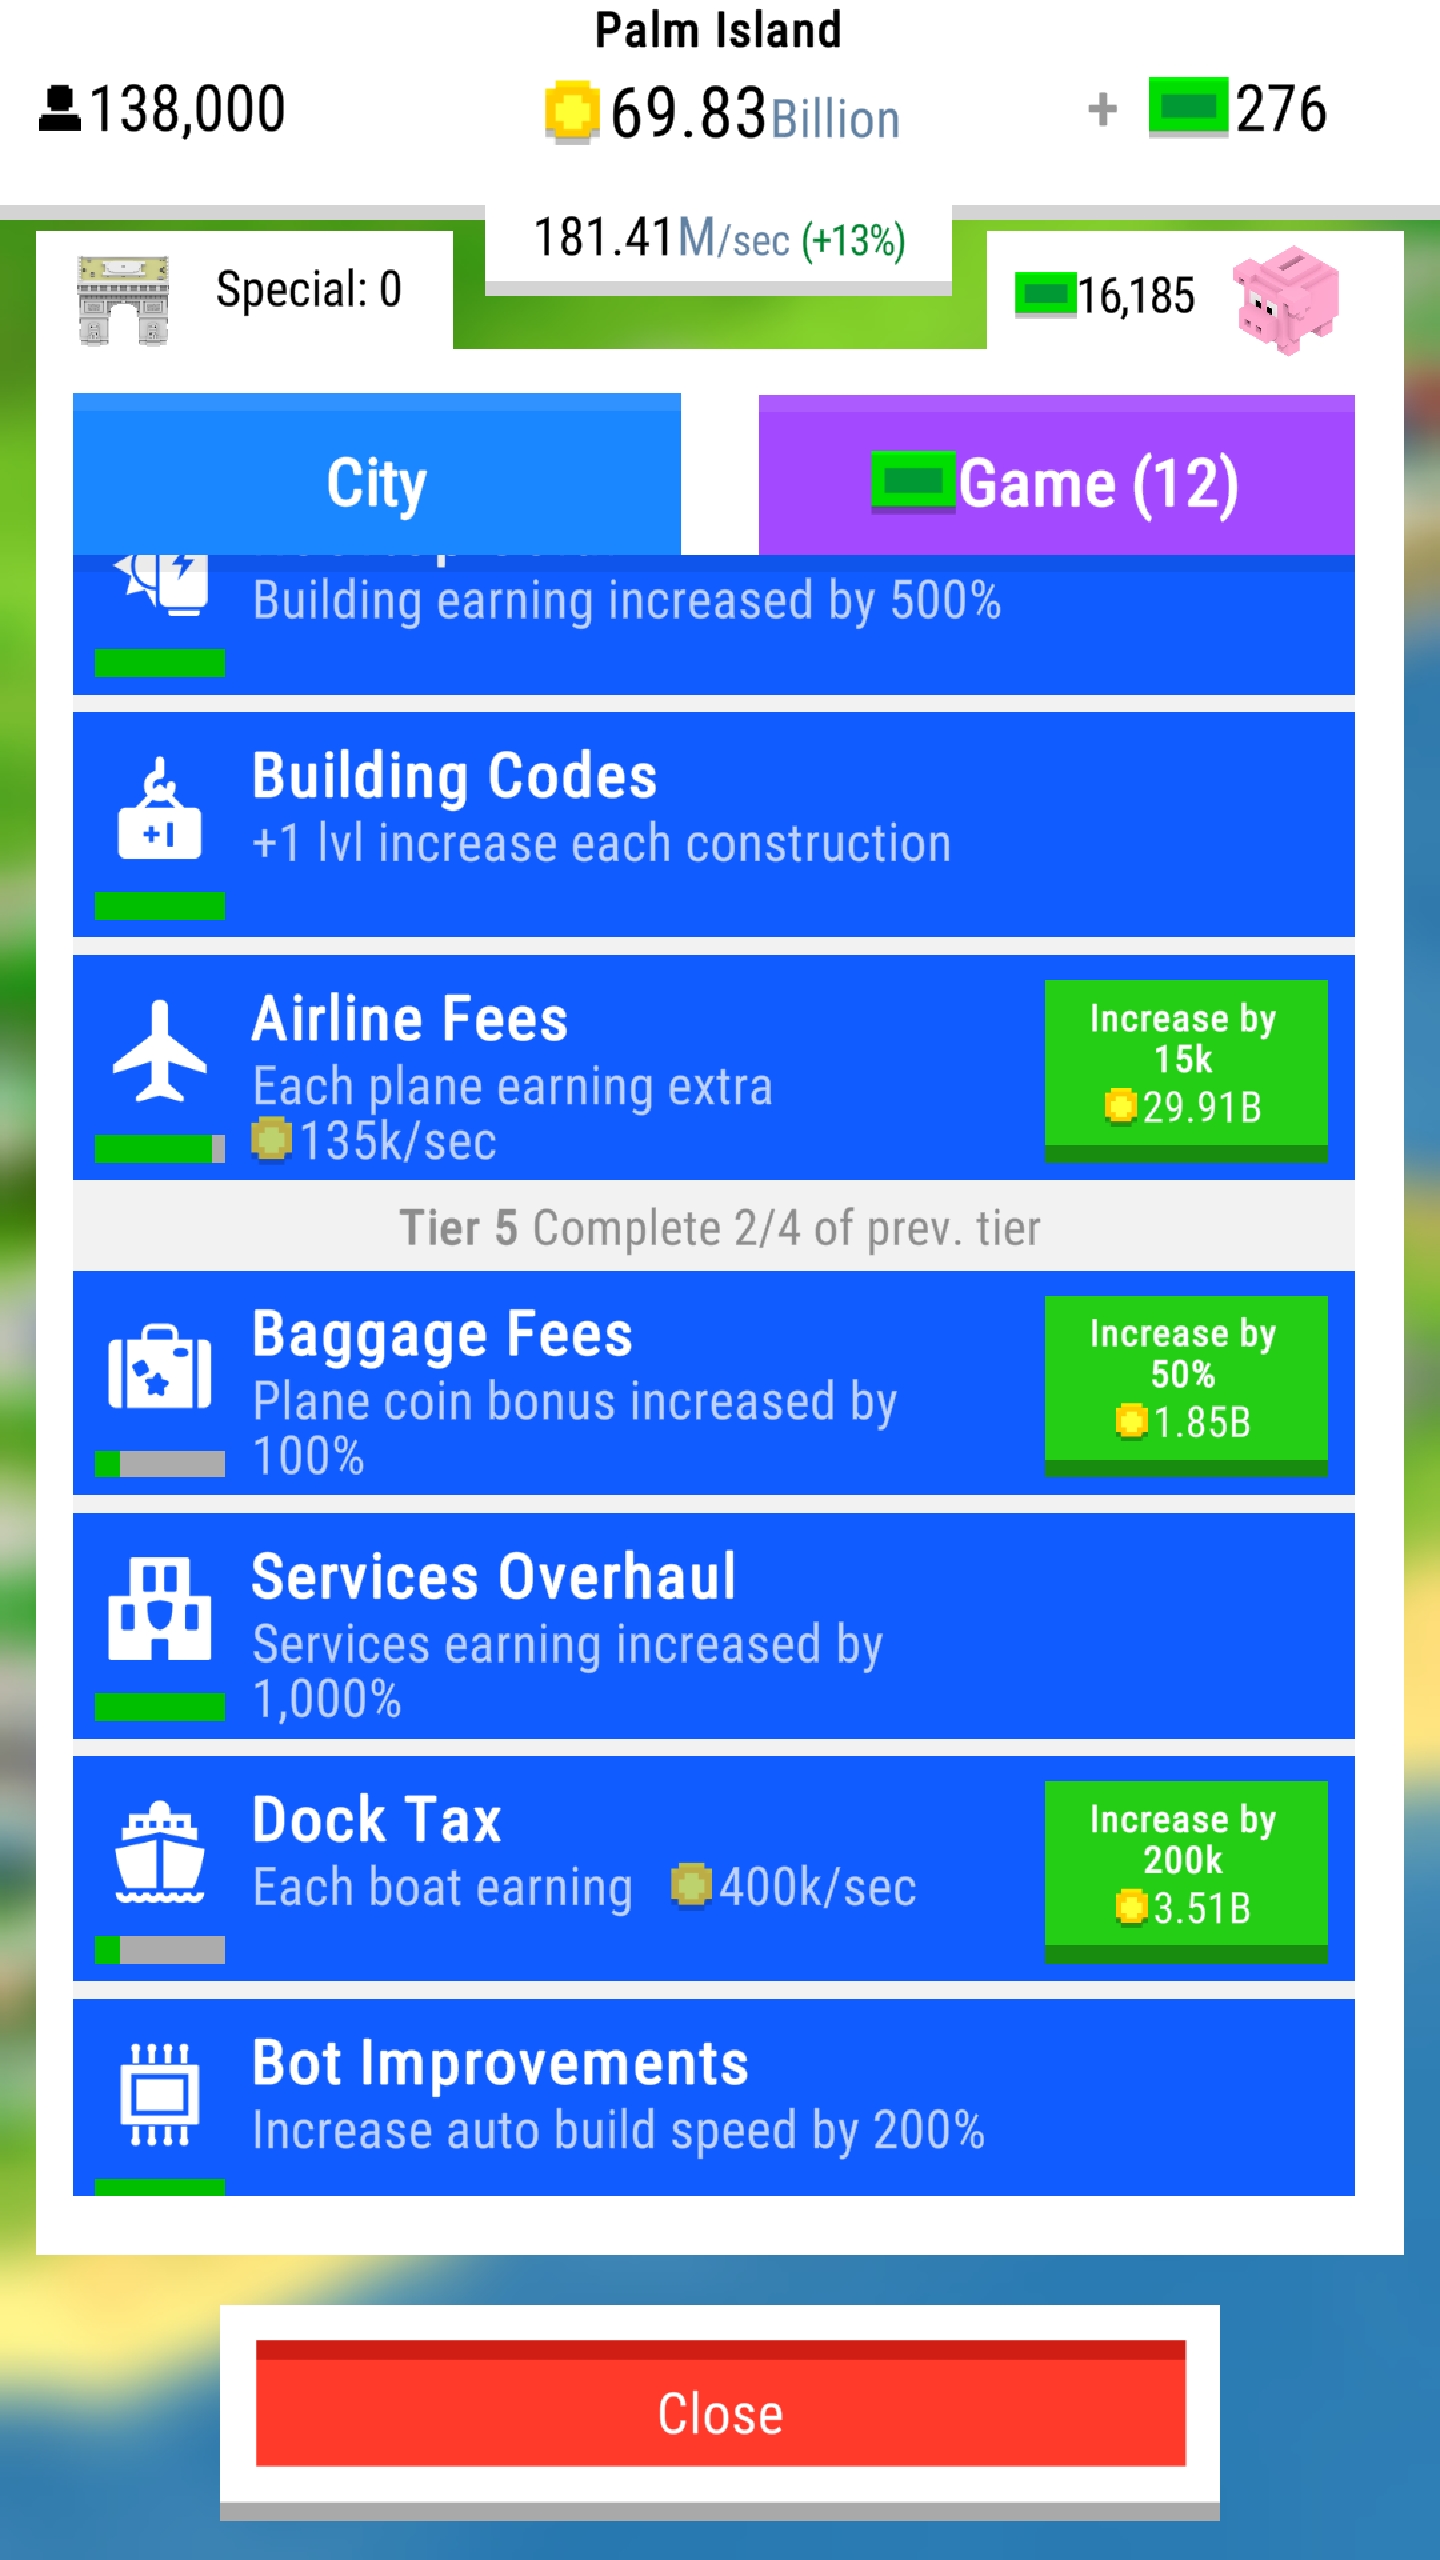 Palm Island
138,000
69.83 Billion
+ 276
181.41M/sec (+13%)
Special: 0
16,185
City
Game (12)
Building earning increased by 500%
Building Codes
+1
+1 lvl increase each construction
Airline Fees
Each plane earning extra
135k/sec
Increase by
15k
29.91B
Tier 5 Complete 2/4 of prev. tier
Baggage Fees
Plane coin bonus increased by
100%
Increase by
50%
1.85B
Services Overhaul
Services earning increased by
1,000%
Dock Tax
Each boat earning 400k/sec
Increase by
200k
3.51B
Bot Improvements
Increase auto build speed by 200%
Close